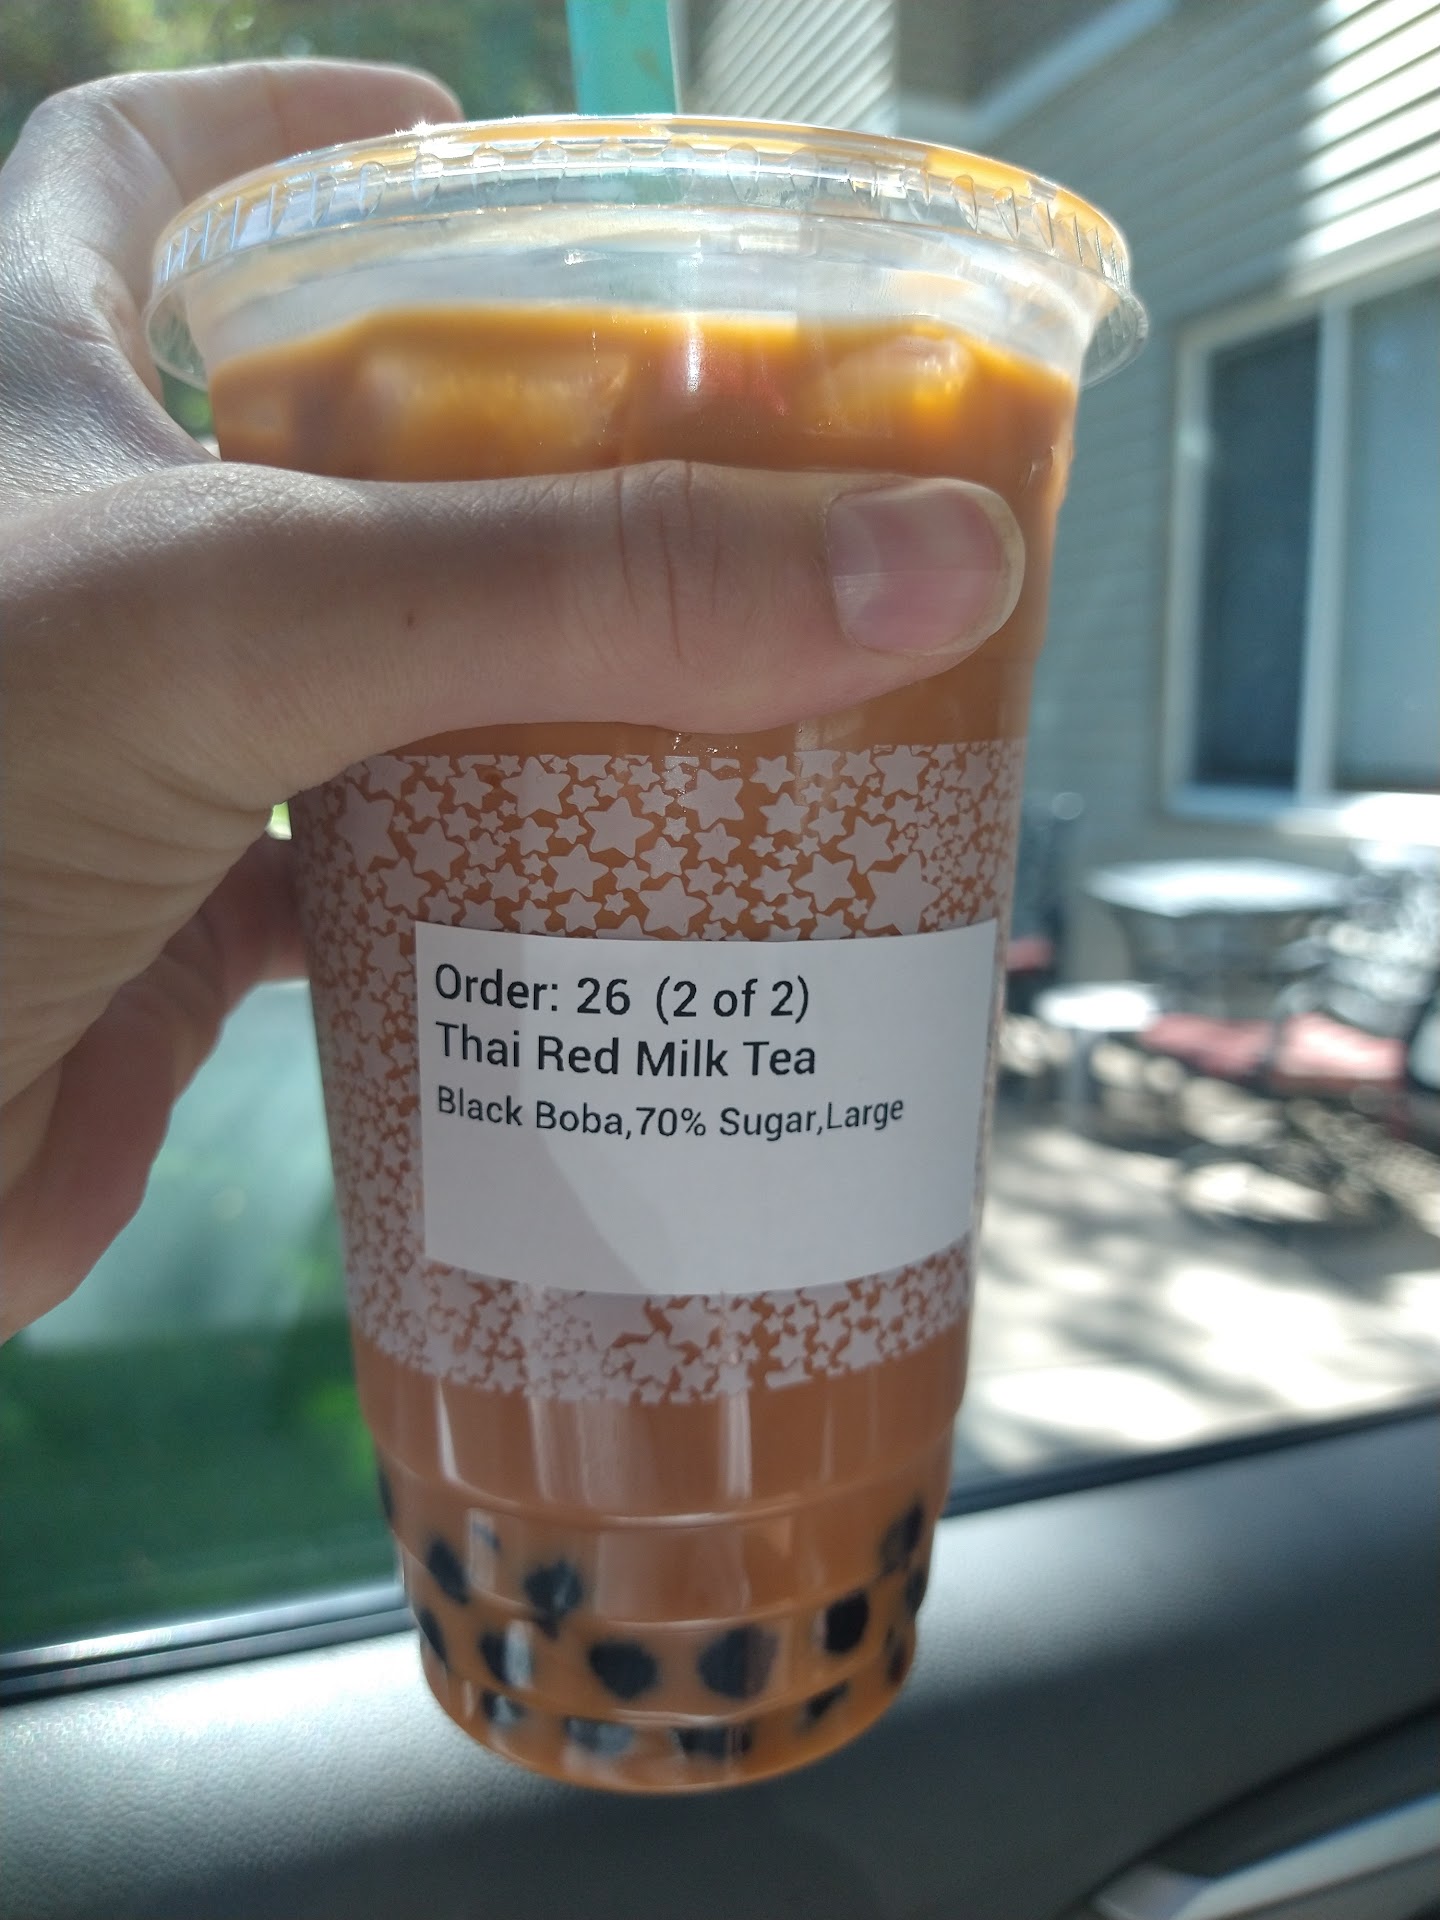 Order: 26 (2 of 2)
Thai Red Milk Tea
Black Boba,70% Sugar,Large